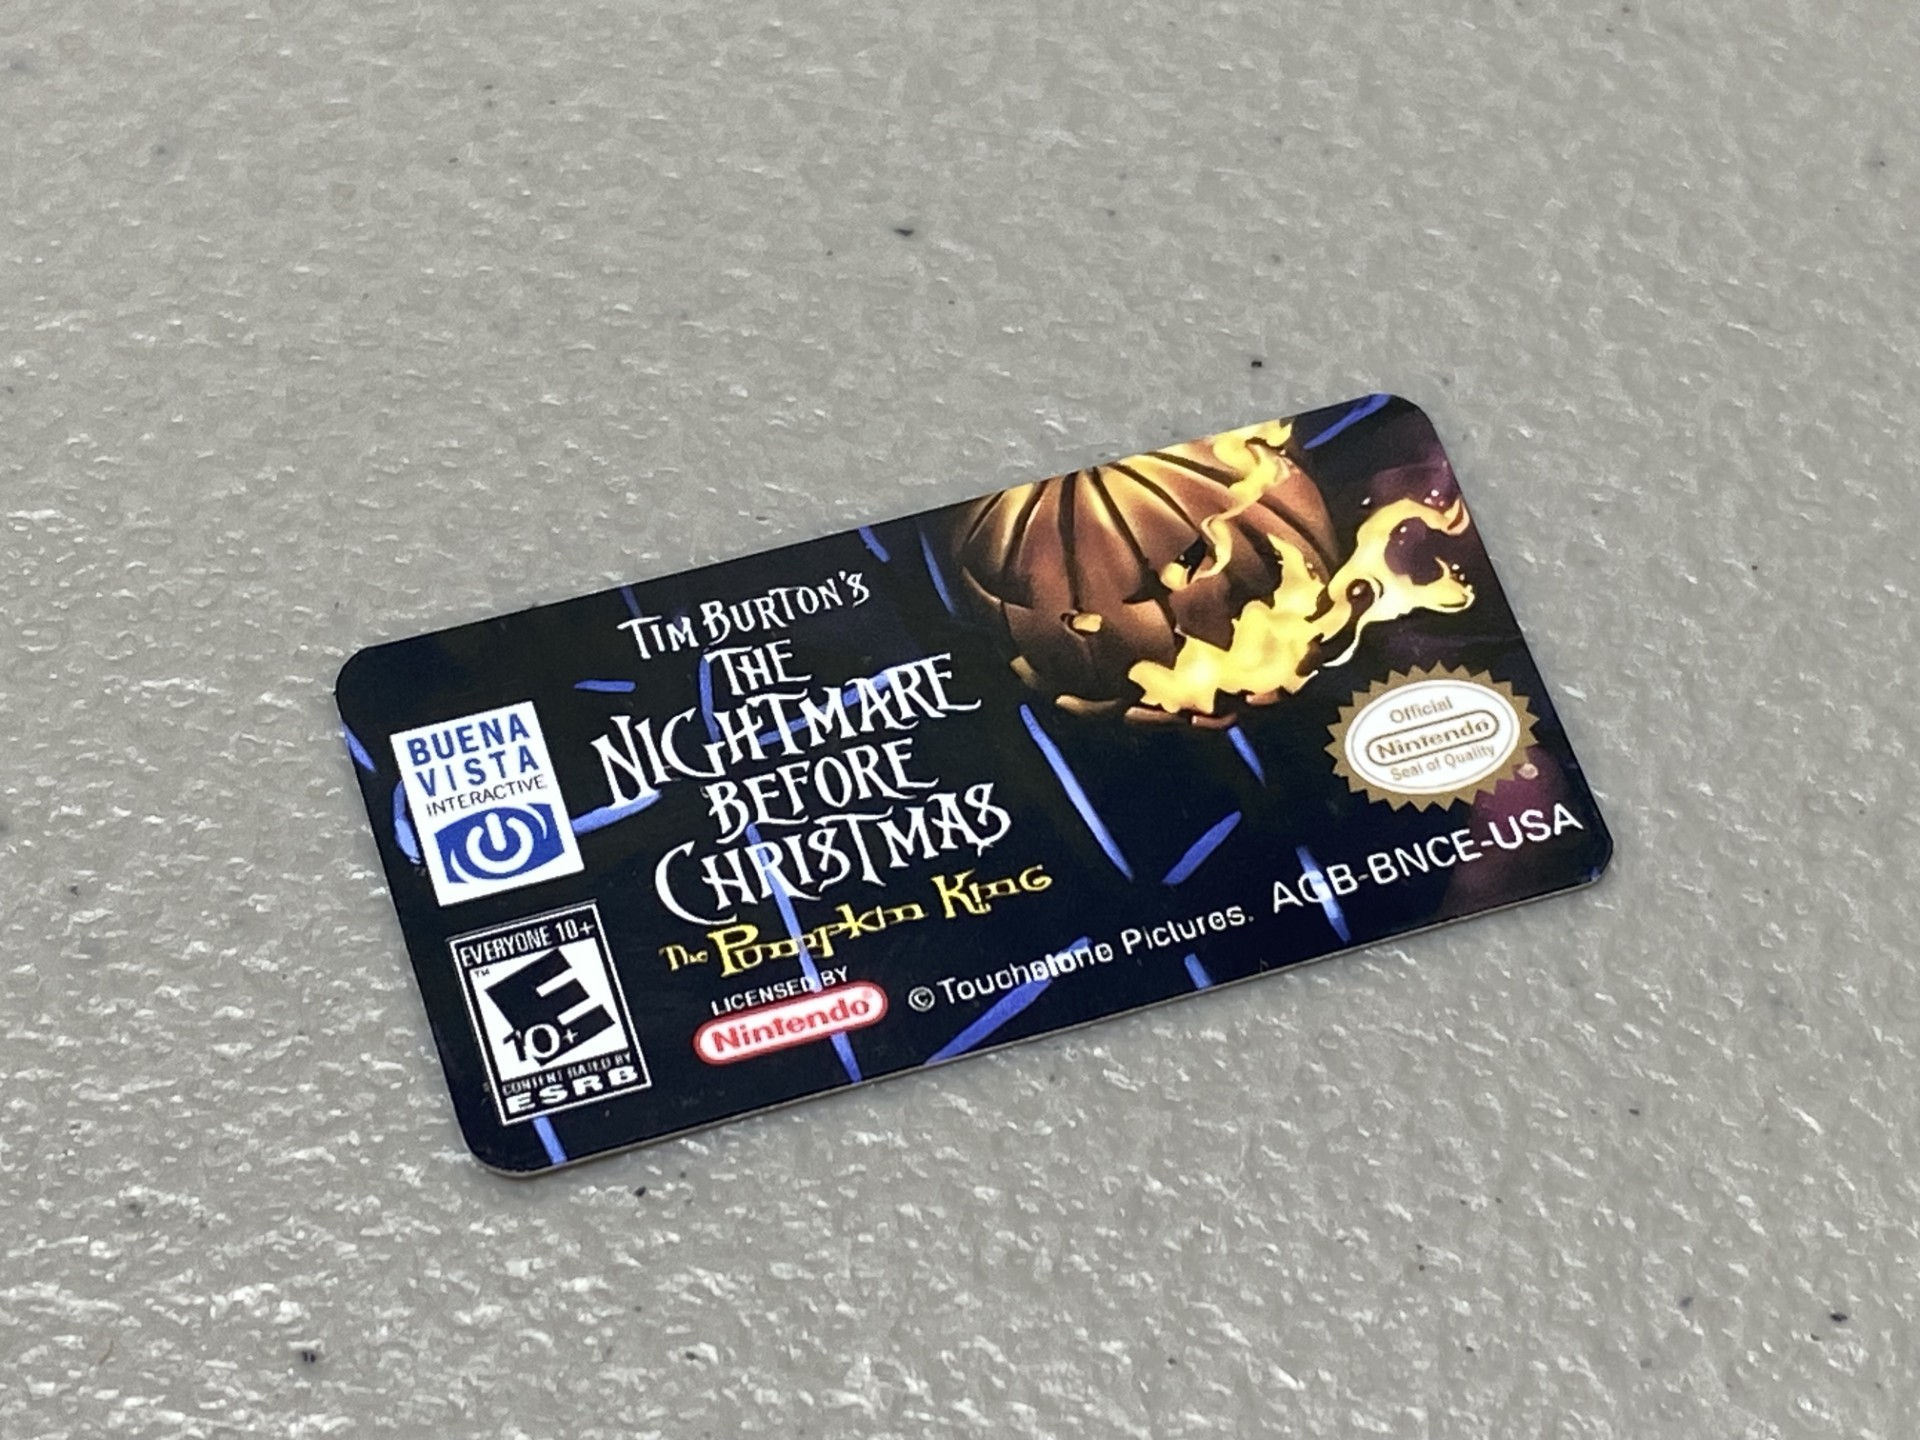 TIM BURTON'S
THE
NIGHTMARE
BEFORE
CHRISTMAS
The Pumpkin King
BUENA
VISTA
INTERACTIVE
EVERYONE 10+
™
E
10+
CONTENT RATED BY
ESRB
LICENSED BY
Nintendo®
© Touchstone Pictures.
Official
Nintendo
Seal of Quality
AGB-BNCE-USA